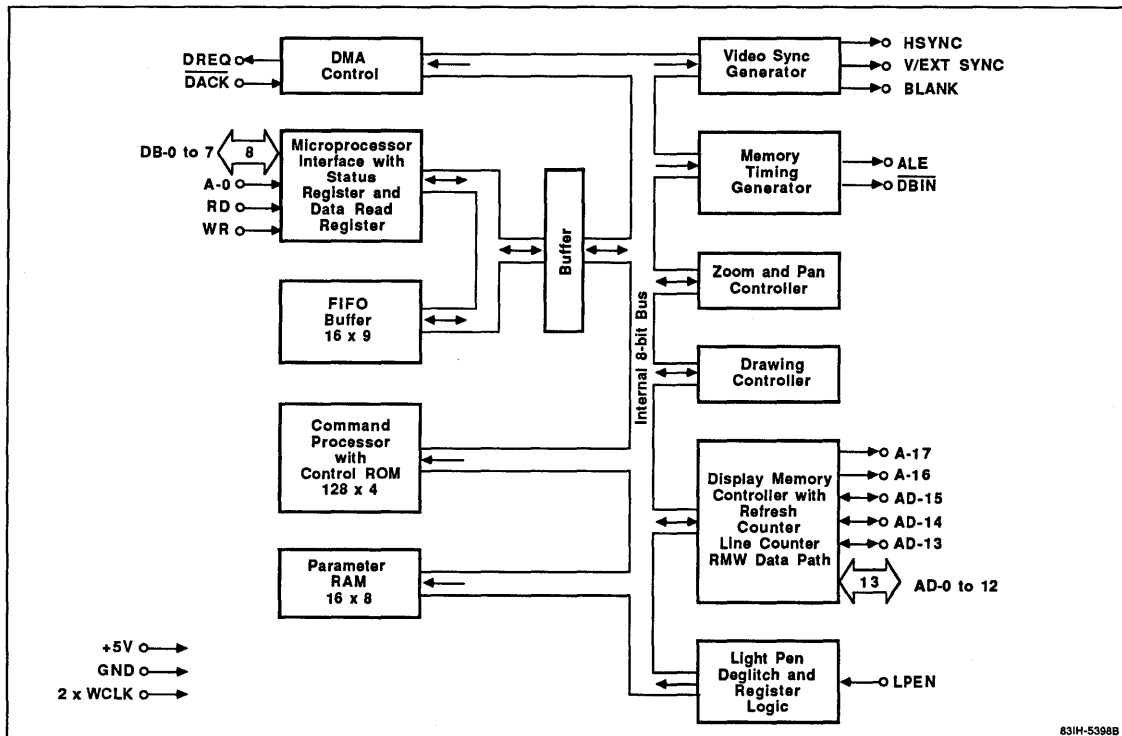 DREQ
DACK
DMA
Control
DB-0 to 7
8
A-0
RD
WR
Microprocessor
Interface with
Status
Register and
Data Read
Register
FIFO
Buffer
16 x 9
Command
Processor
with
Control ROM
128 x 4
Parameter
RAM
16 x 8
+5V
GND
2 x WCLK
Buffer
Internal 8-bit Bus
Video Sync
Generator
HSYNC
V/EXT SYNC
BLANK
Memory
Timing
Generator
ALE
DBIN
Zoom and Pan
Controller
Drawing
Controller
Display Memory
Controller with
Refresh
Counter
Line Counter
RMW Data Path
A-17
A-16
AD-15
AD-14
AD-13
13
AD-0 to 12
Light Pen
Deglitch and
Register
Logic
LPEN
83IH-5398B